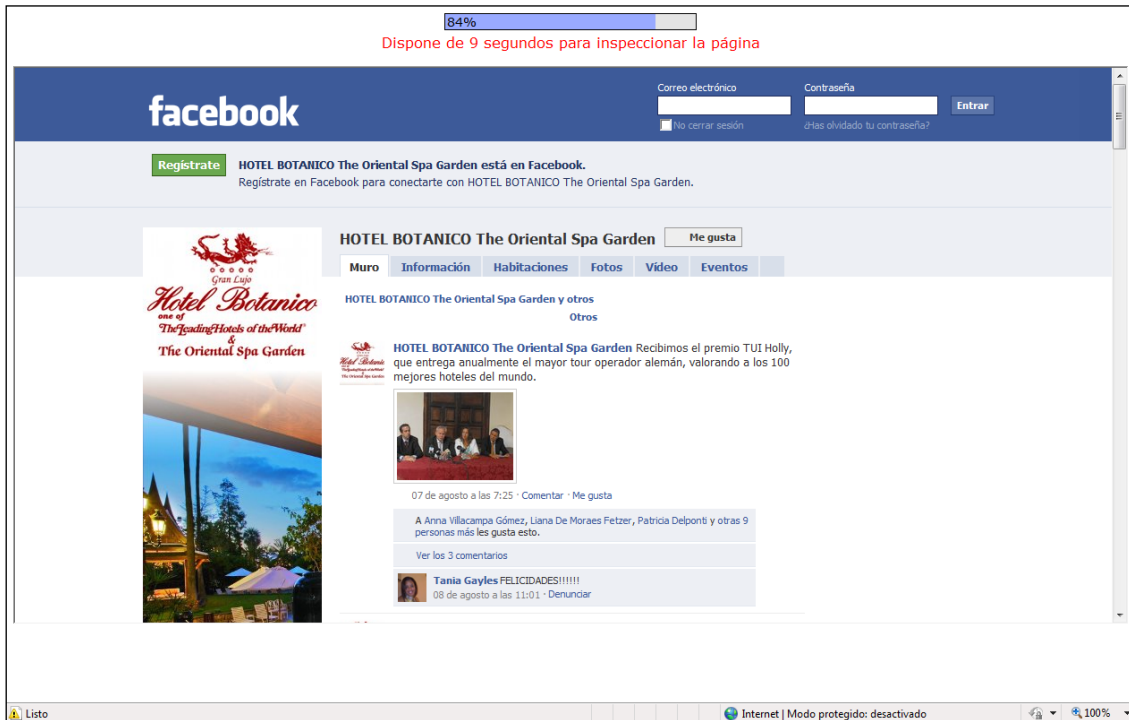 84%
Dispone de 9 segundos para inspeccionar la página
facebook
Correo electrónico
Contraseña
Entrar
No cerrar sesión
¿Has olvidado tu contraseña?
Regístrate
HOTEL BOTANICO The Oriental Spa Garden está en Facebook.
Regístrate en Facebook para conectarte con HOTEL BOTANICO The Oriental Spa Garden.
Gran Lujo
Hotel Botanico
one of
The Leading Hotels of the World
&
The Oriental Spa Garden
HOTEL BOTANICO The Oriental Spa Garden
Me gusta
Muro Información Habitaciones Fotos Vídeo Eventos
HOTEL BOTANICO The Oriental Spa Garden y otros
Otros
HOTEL BOTANICO The Oriental Spa Garden Recibimos el premio TUI Holly,
que entrega anualmente el mayor tour operador alemán, valorando a los 100
mejores hoteles del mundo.
07 de agosto a las 7:25 · Comentar · Me gusta
A Anna Villacampa Gómez, Liana De Moraes Fetzer, Patricia Delponti y otras 9
personas más les gusta esto.
Ver los 3 comentarios
Tania Gayles FELICIDADES!!!!!!
08 de agosto a las 11:01 · Denunciar
Listo
Internet | Modo protegido: desactivado
100%